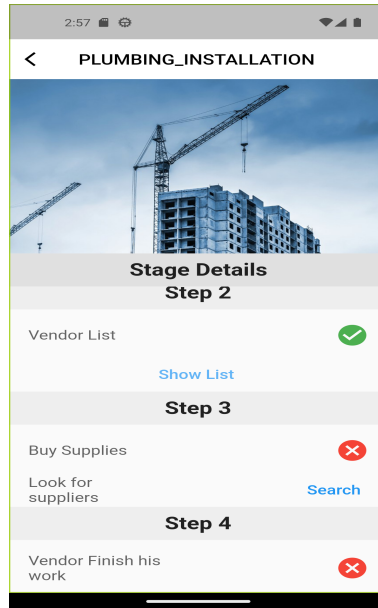 2:57
PLUMBING_INSTALLATION
Stage Details
Step 2
Vendor List
Show List
Step 3
Buy Supplies
Look for
suppliers
Search
Step 4
Vendor Finish his
work